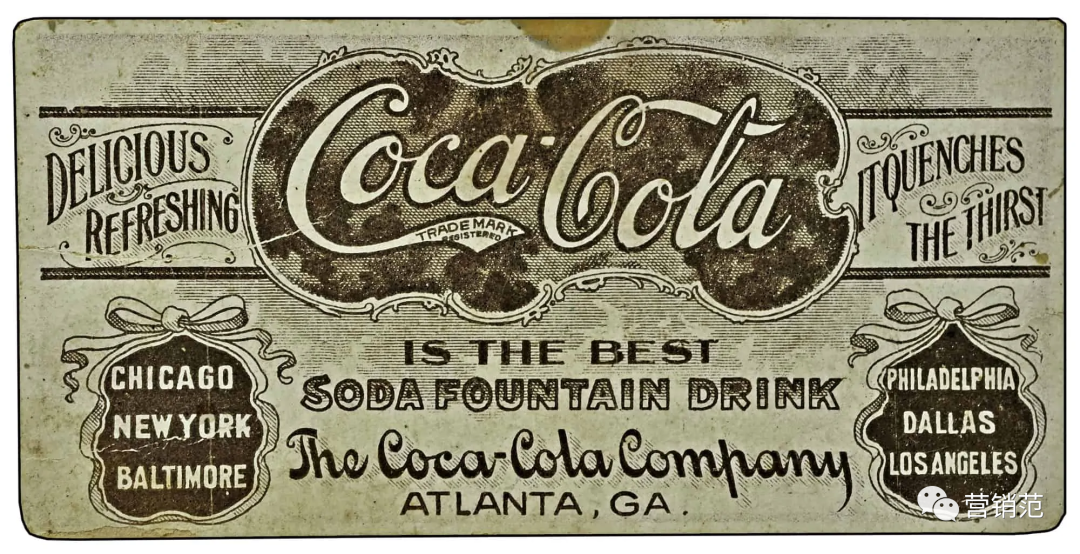 DELICIOUS
REFRESHING
Coca-Cola
TRADE MARK
REGISTERED
IT QUENCHES
THE THIRST
IS THE BEST
SODA FOUNTAIN DRINK
The Coca-Cola Company
ATLANTA, GA.
CHICAGO
NEW YORK
BALTIMORE
PHILADELPHIA
DALLAS
LOS ANGELES
营销范